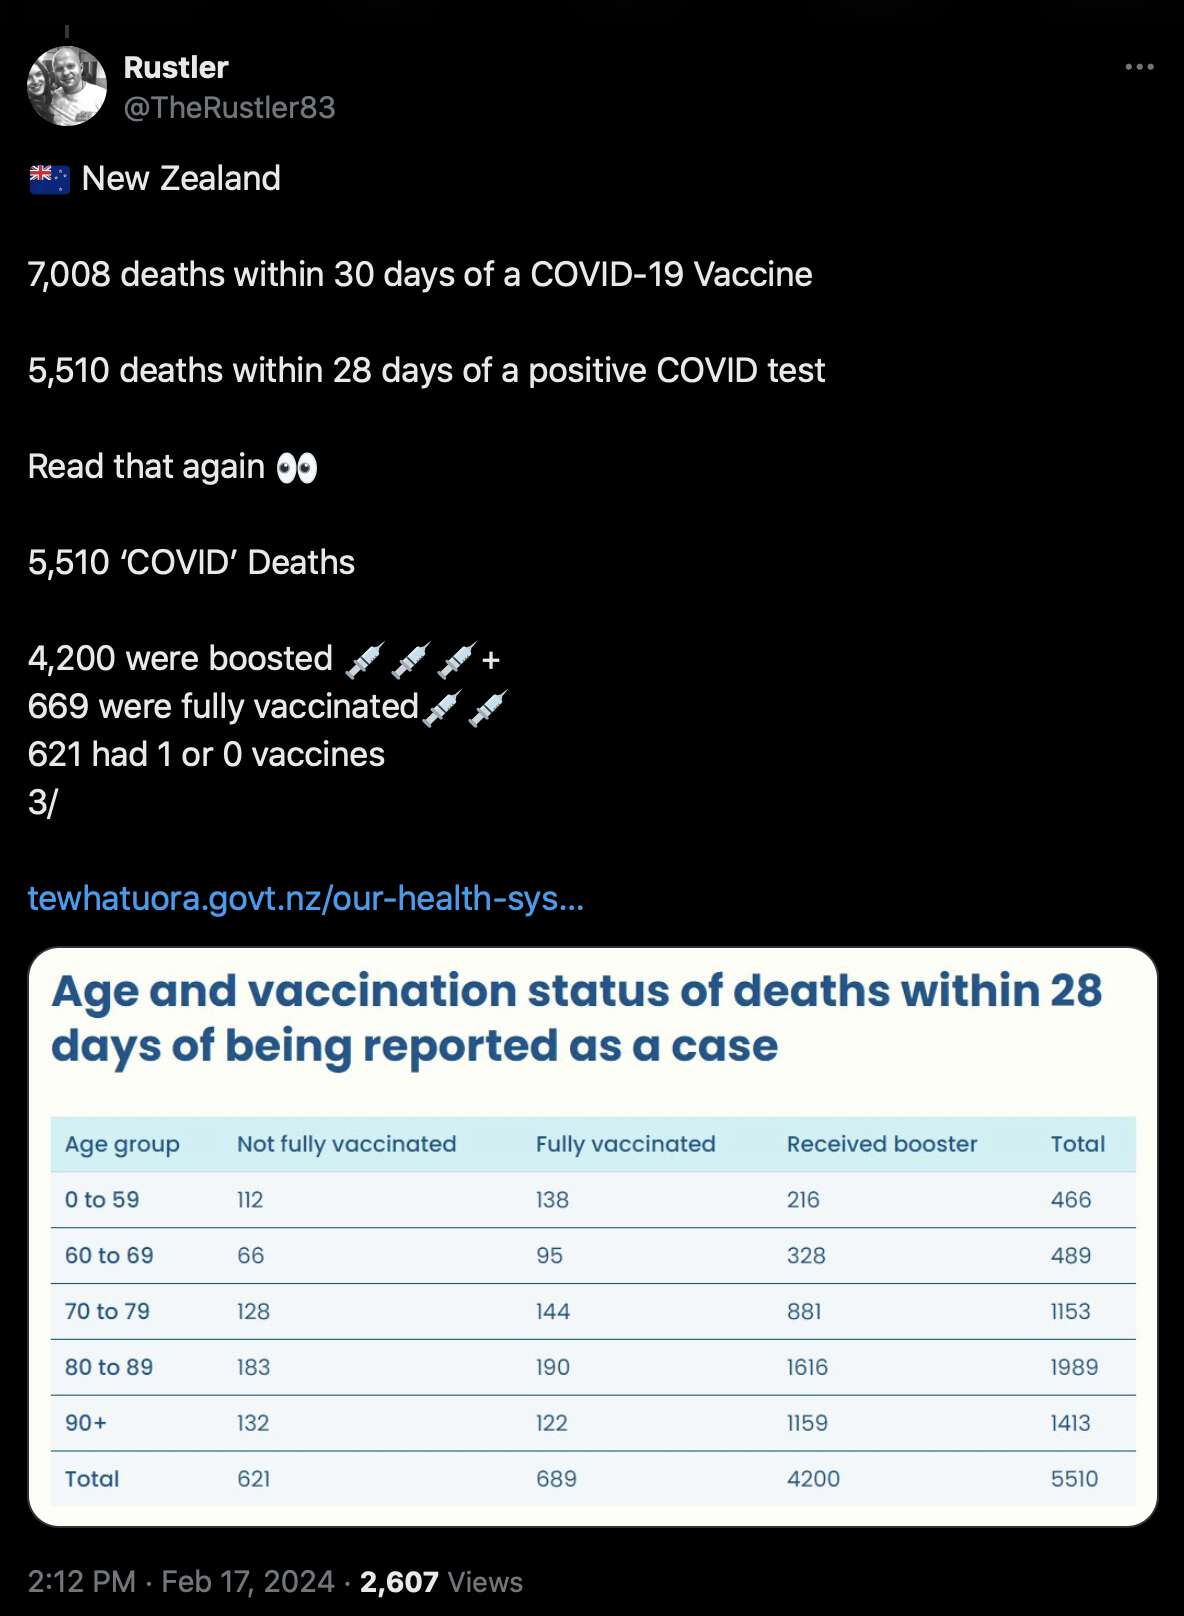 Rustler
@TheRustler83
🇳🇿 New Zealand
7,008 deaths within 30 days of a COVID-19 Vaccine
5,510 deaths within 28 days of a positive COVID test
Read that again 👀
5,510 ‘COVID’ Deaths
4,200 were boosted 💉💉💉+
669 were fully vaccinated💉💉
621 had 1 or 0 vaccines
3/
tewhatuora.govt.nz/our-health-sys...
Age and vaccination status of deaths within 28
days of being reported as a case
Age group Not fully vaccinated Fully vaccinated Received booster Total
0 to 59 112 138 216 466
60 to 69 66 95 328 489
70 to 79 128 144 881 1153
80 to 89 183 190 1616 1989
90+ 132 122 1159 1413
Total 621 689 4200 5510
2:12 PM · Feb 17, 2024 · 2,607 Views